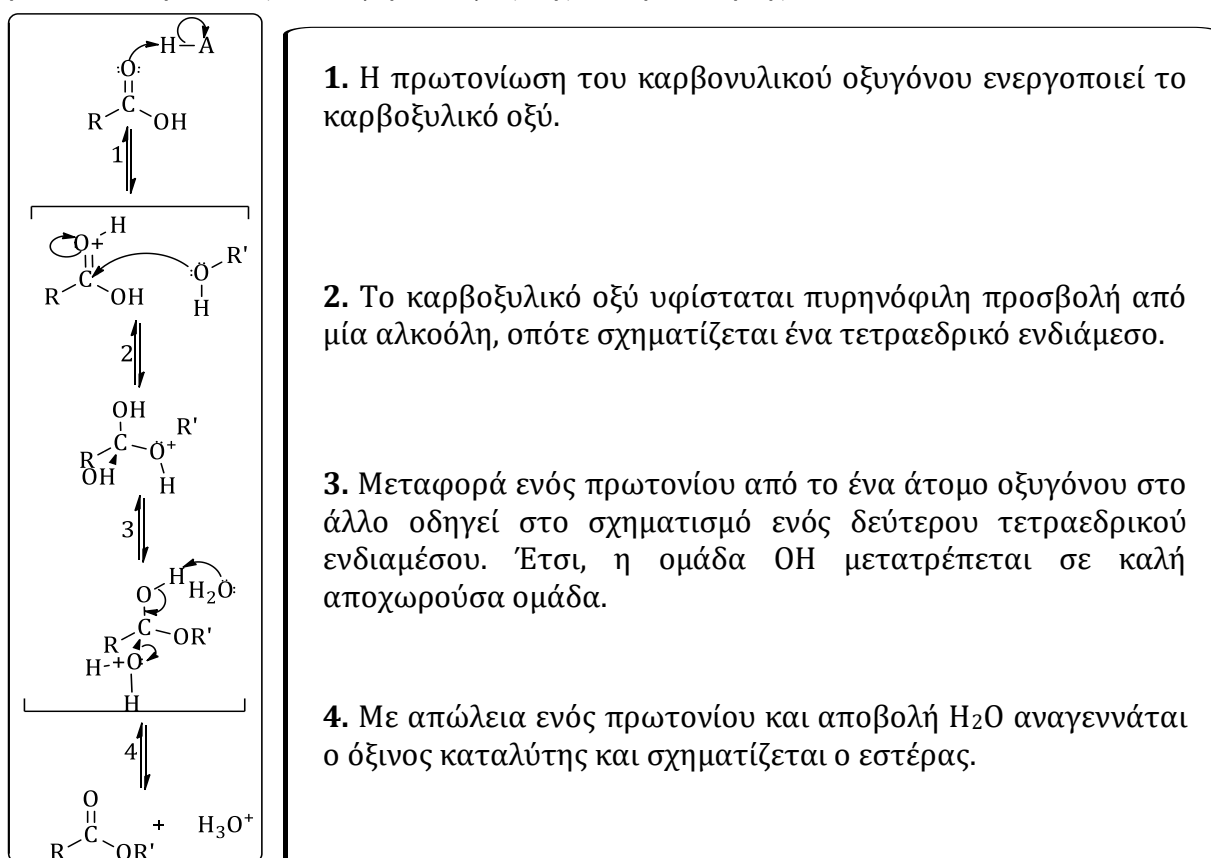 H–A
:O:
R C OH
1
1. Η πρωτονίωση του καρβονυλικού οξυγόνου ενεργοποιεί το
καρβοξυλικό οξύ.
O+ H
R C OH
:Ö R'
H
2
2. Το καρβοξυλικό οξύ υφίσταται πυρηνόφιλη προσβολή από
μία αλκοόλη, οπότε σχηματίζεται ένα τετραεδρικό ενδιάμεσο.
OH
R C Ö+ R'
OH H
3
3. Μεταφορά ενός πρωτονίου από το ένα άτομο οξυγόνου στο
άλλο οδηγεί στο σχηματισμό ενός δεύτερου τετραεδρικού
ενδιαμέσου. Έτσι, η ομάδα ΟΗ μετατρέπεται σε καλή
αποχωρούσα ομάδα.
O H H₂Ö:
R C OR'
H-+O:
H
4
4. Με απώλεια ενός πρωτονίου και αποβολή H₂O αναγεννάται
ο όξινος καταλύτης και σχηματίζεται ο εστέρας.
O
R C OR' + H₃O⁺